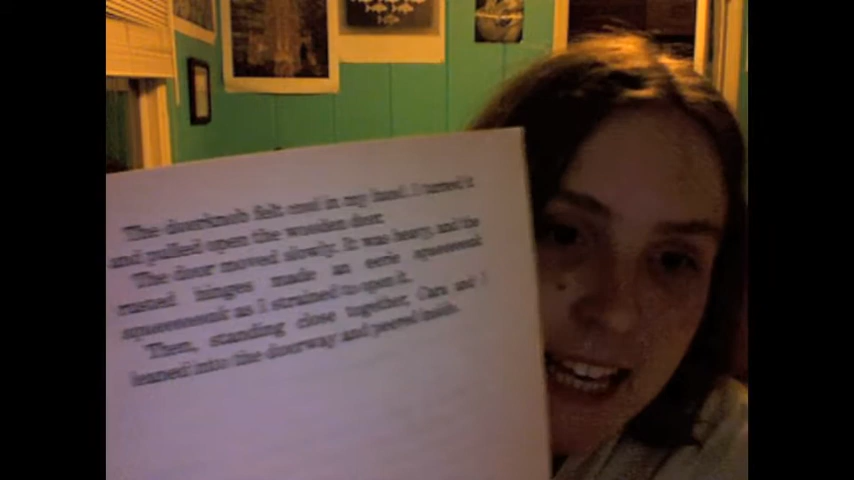 The doorknob felt cool in my hand. I turned it
and pulled open the wooden door.
The door moved slowly. It was heavy, and the
rusted hinges made an eerie squeeeeak
squeeeeeak as I strained to open it.
Then, standing close together, Cara and I
leaned into the doorway and peered inside.